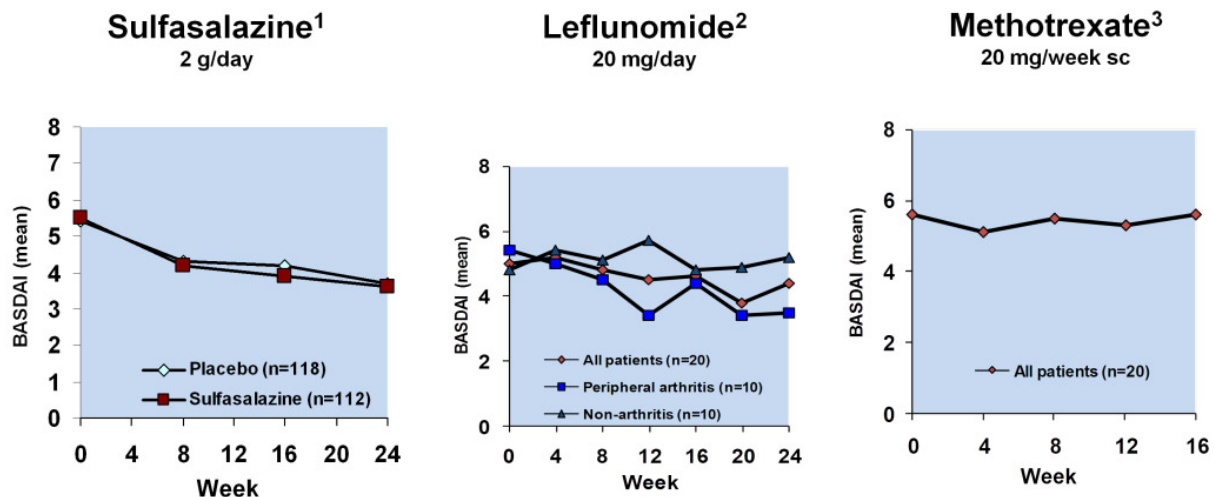 Sulfasalazine1
2 g/day
BASDAI (mean)
8
7
6
5
4
3
2
1
0
Placebo (n=118)
Sulfasalazine (n=112)
0 4 8 12 16 20 24
Week
Leflunomide2
20 mg/day
BASDAI (mean)
8
6
4
2
0
All patients (n=20)
Peripheral arthritis (n=10)
Non-arthritis (n=10)
0 4 8 12 16 20 24
Week
Methotrexate3
20 mg/week sc
BASDAI (mean)
8
6
4
2
0
All patients (n=20)
0 4 8 12 16
Week